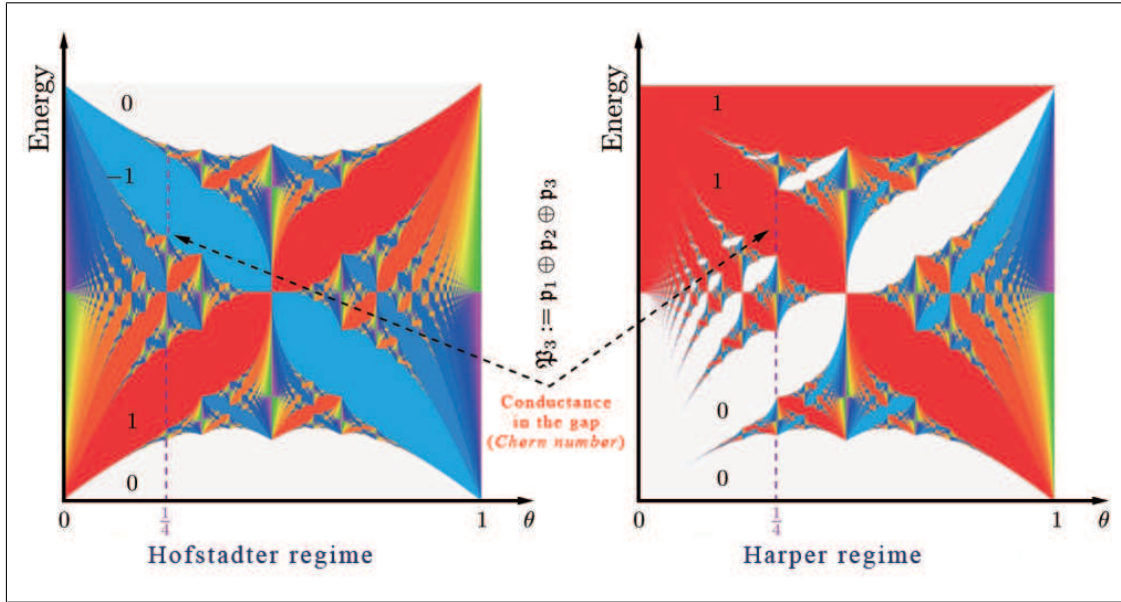 Energy
0
−1
1
0
0
1/4
1
θ
Hofstadter regime
𝔓₃ := 𝔭₁ ⊕ 𝔭₂ ⊕ 𝔭₃
Conductance
in the gap
(Chern number)
Energy
1
1
0
0
0
1/4
1
θ
Harper regime